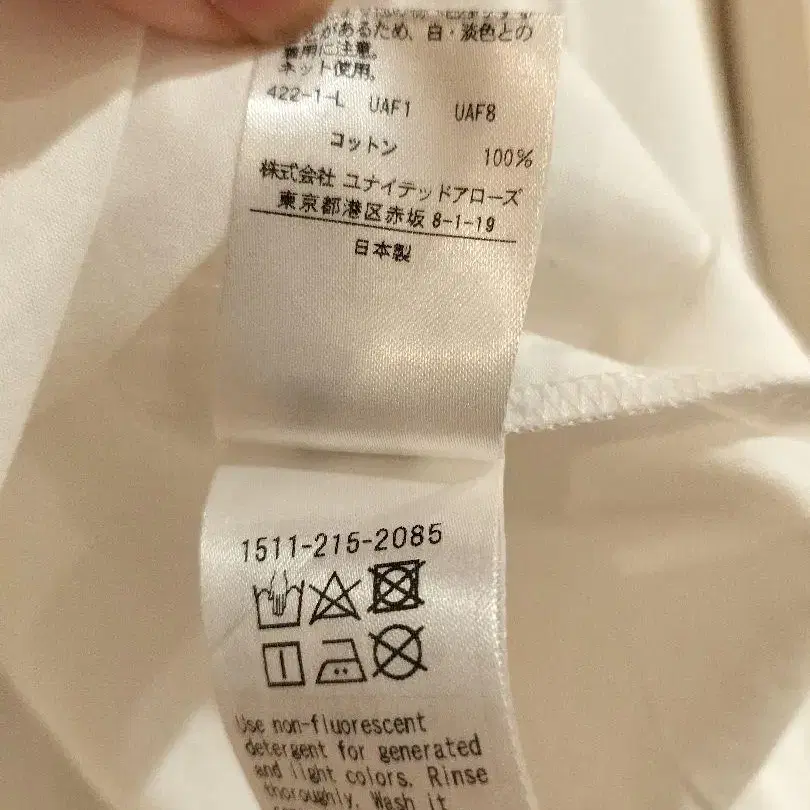 があるため、白・淡色との
着用に注意。
ネット使用。
422-1-L UAF1 UAF8
コットン 100%
株式会社 ユナイテッドアローズ
東京都港区赤坂 8-1-19
日本製
1511-215-2085
Use non-fluorescent
detergent for generated
and light colors. Rinse
thoroughly. Wash it